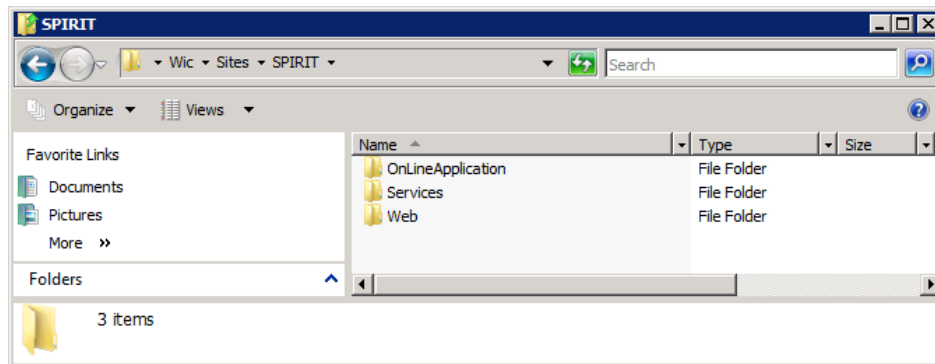 SPIRIT
Wic Sites SPIRIT
Search
Organize Views
Favorite Links
Documents
Pictures
More »
Folders
Name Type Size
OnLineApplication File Folder
Services File Folder
Web File Folder
3 items